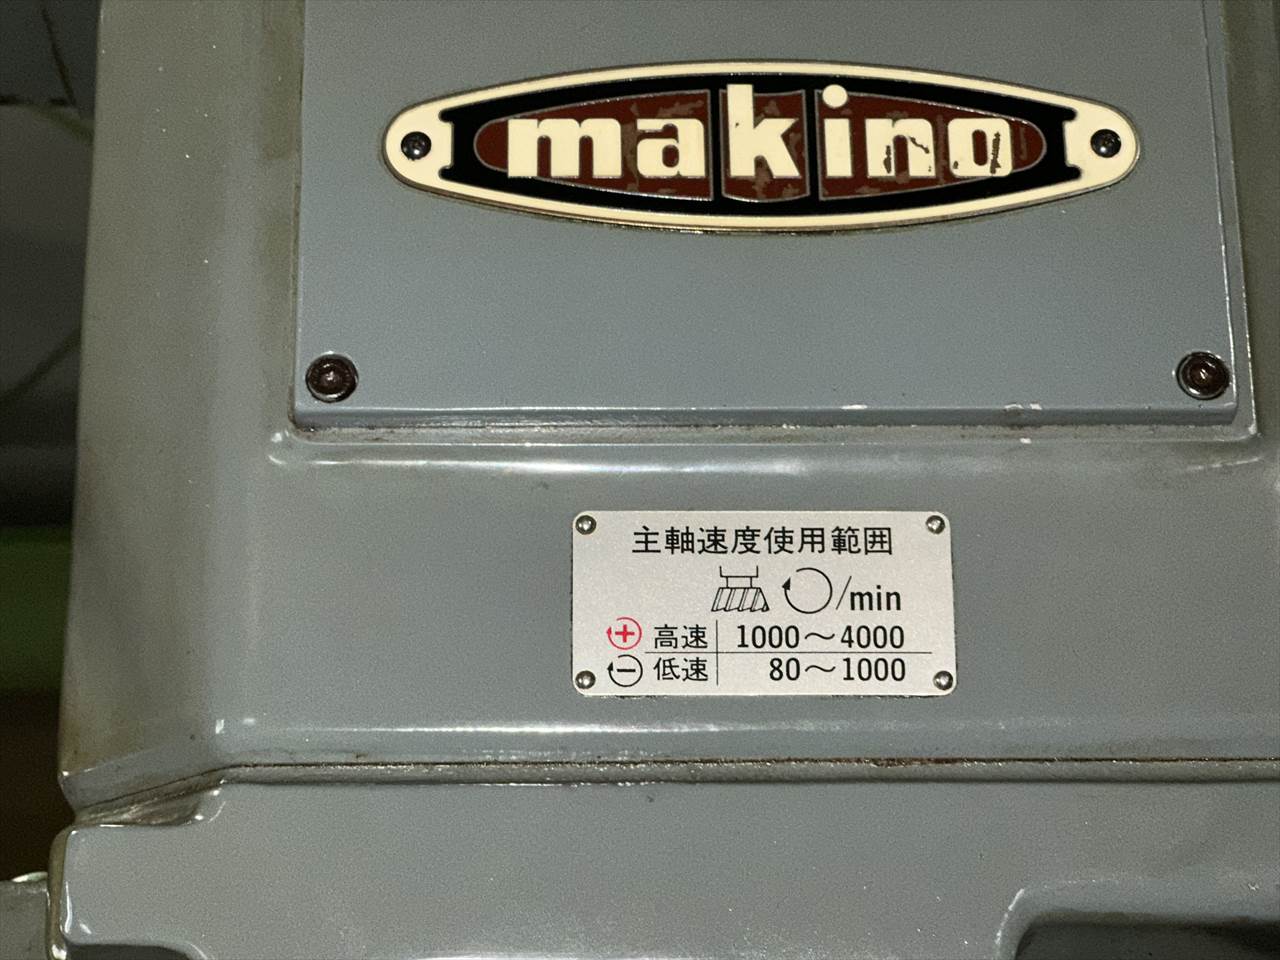 makino
主軸速度使用範囲
/min
+ 高速 1000〜4000
− 低速 80〜1000